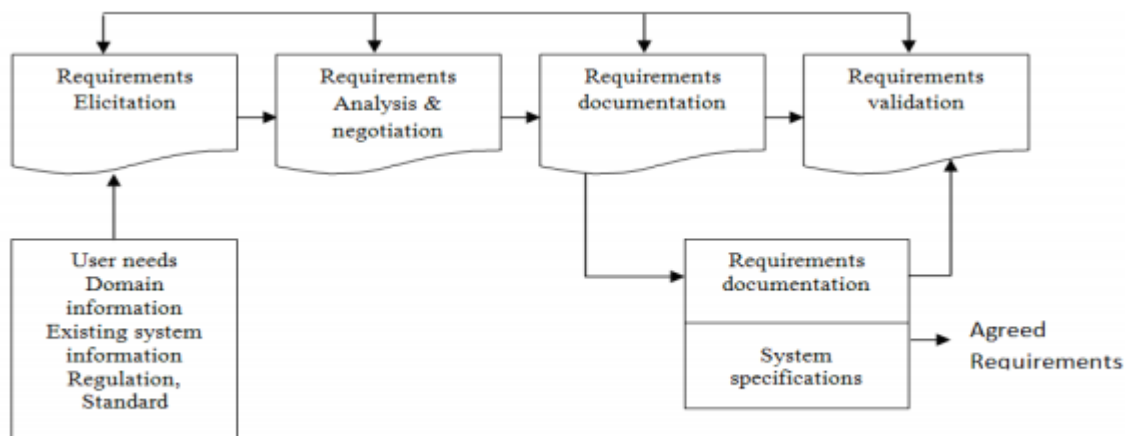 Requirements
Elicitation
Requirements
Analysis &
negotiation
Requirements
documentation
Requirements
validation
User needs
Domain
information
Existing system
information
Regulation,
Standard
Requirements
documentation
System
specifications
Agreed
Requirements